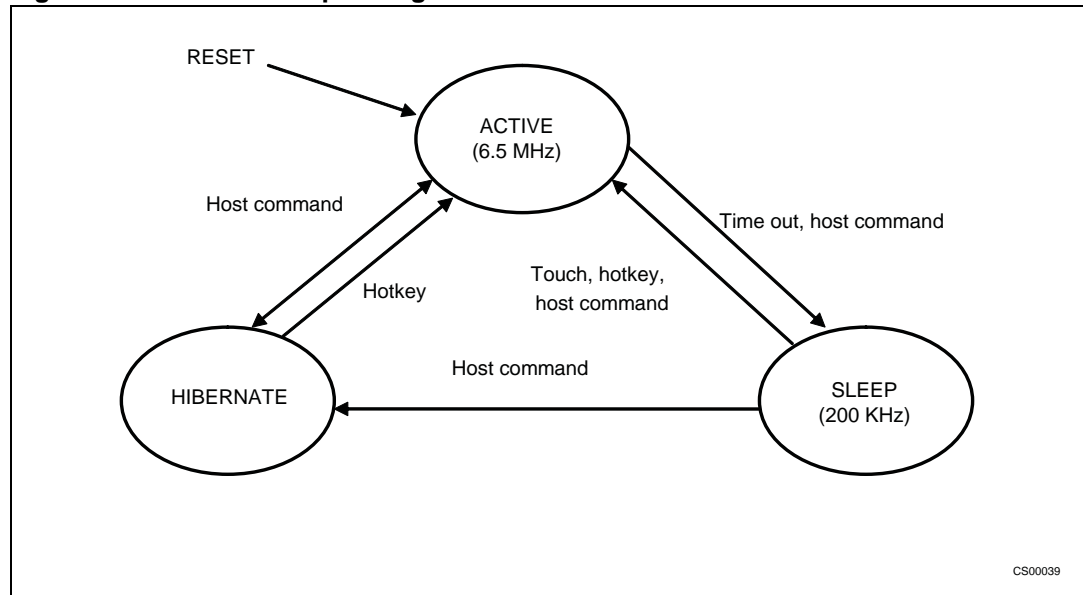 RESET
ACTIVE
(6.5 MHz)
Host command
Time out, host command
Touch, hotkey,
host command
Hotkey
Host command
HIBERNATE
SLEEP
(200 KHz)
CS00039